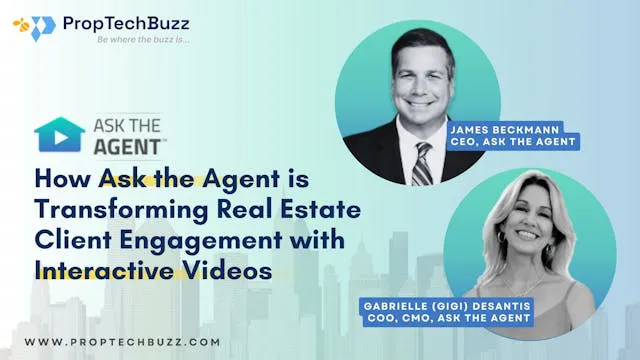 PropTechBuzz
Be where the buzz is...
ASK THE
AGENT™
How Ask the Agent is
Transforming Real Estate
Client Engagement with
Interactive Videos
JAMES BECKMANN
CEO, ASK THE AGENT
GABRIELLE (GIGI) DESANTIS
COO, CMO, ASK THE AGENT
WWW.PROPTECHBUZZ.COM